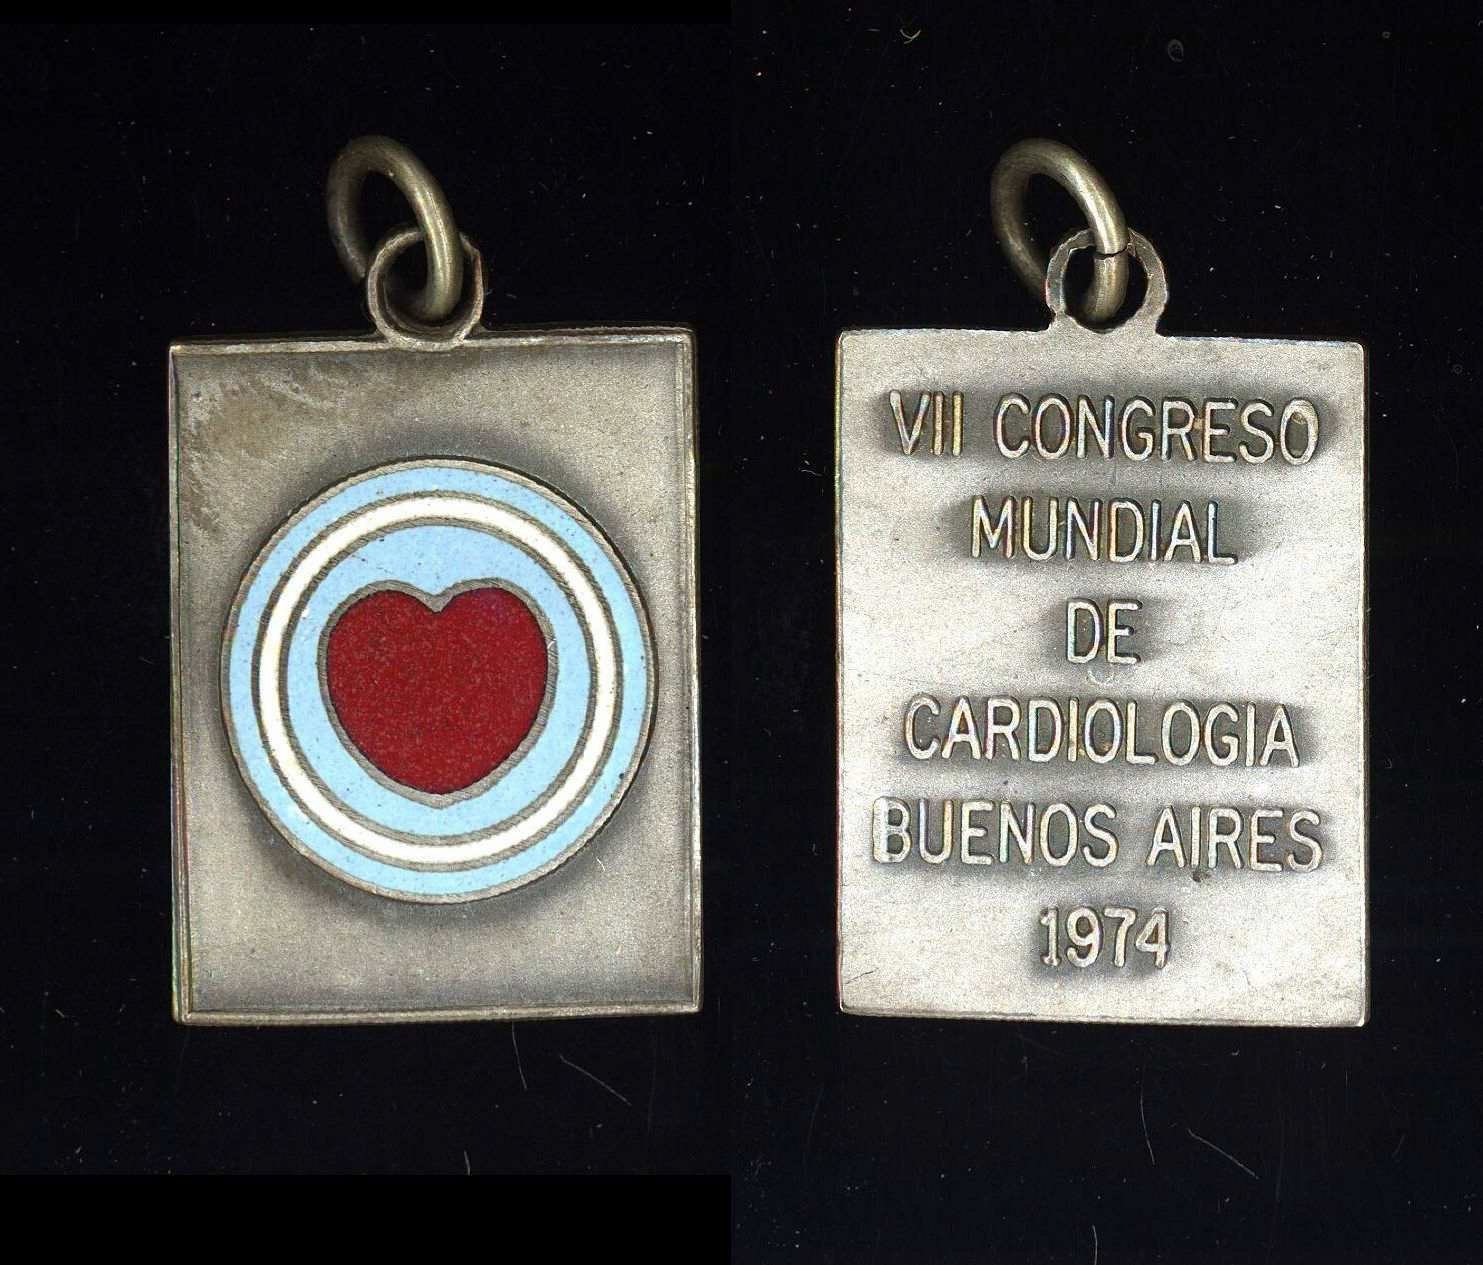 VII CONGRESO
MUNDIAL
DE
CARDIOLOGIA
BUENOS AIRES
1974